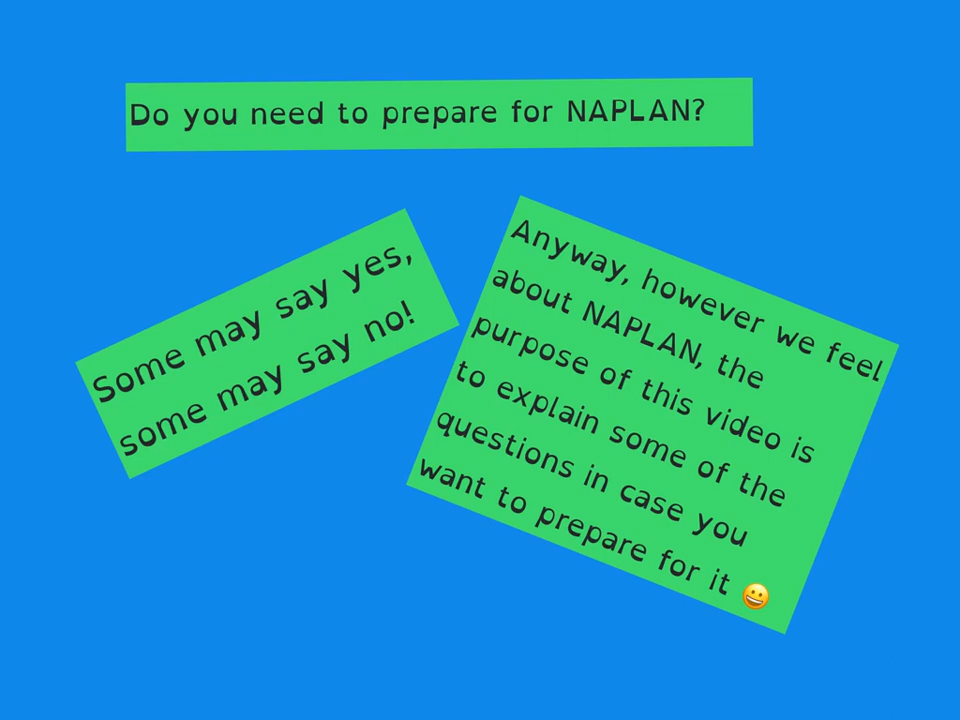 Do you need to prepare for NAPLAN?
Some may say yes,
some may say no!
Anyway, however we feel
about NAPLAN, the
purpose of this video is
to explain some of the
questions in case you
want to prepare for it 😀